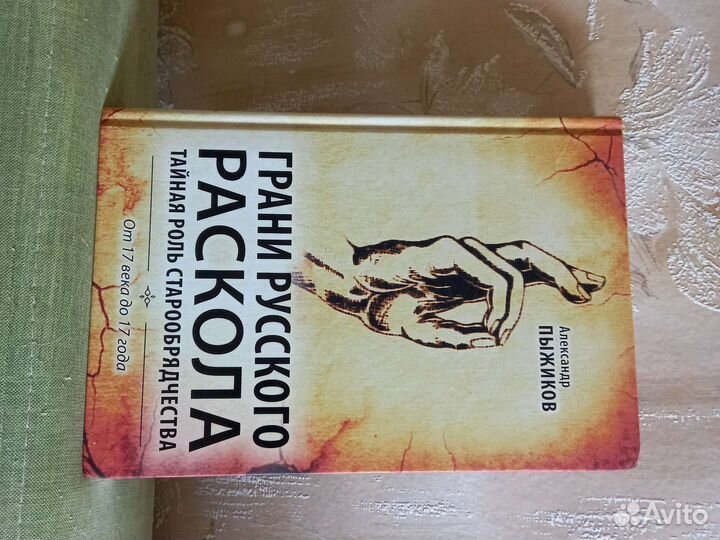 Александр
ПЫЖИКОВ
ГРАНИ РУССКОГО
РАСКОЛА
ТАЙНАЯ РОЛЬ СТАРООБРЯДЧЕСТВА
От 17 века до 17 года
Avito